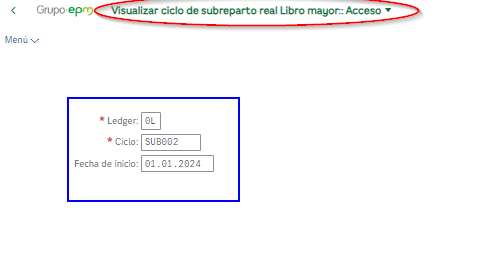 Grupo·epm Visualizar ciclo de subreparto real Libro mayor:: Acceso
Menú
* Ledger: 0L
* Ciclo: SUB002
Fecha de inicio: 01.01.2024